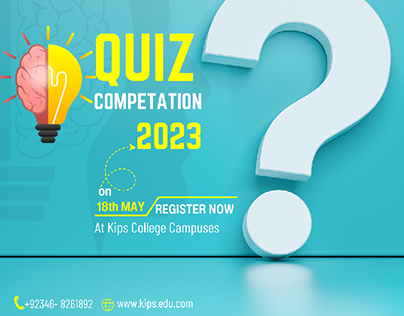 QUIZ
COMPETATION
2023
on
18th MAY REGISTER NOW
At Kips College Campuses
+92346- 8261892 www.kips.edu.com